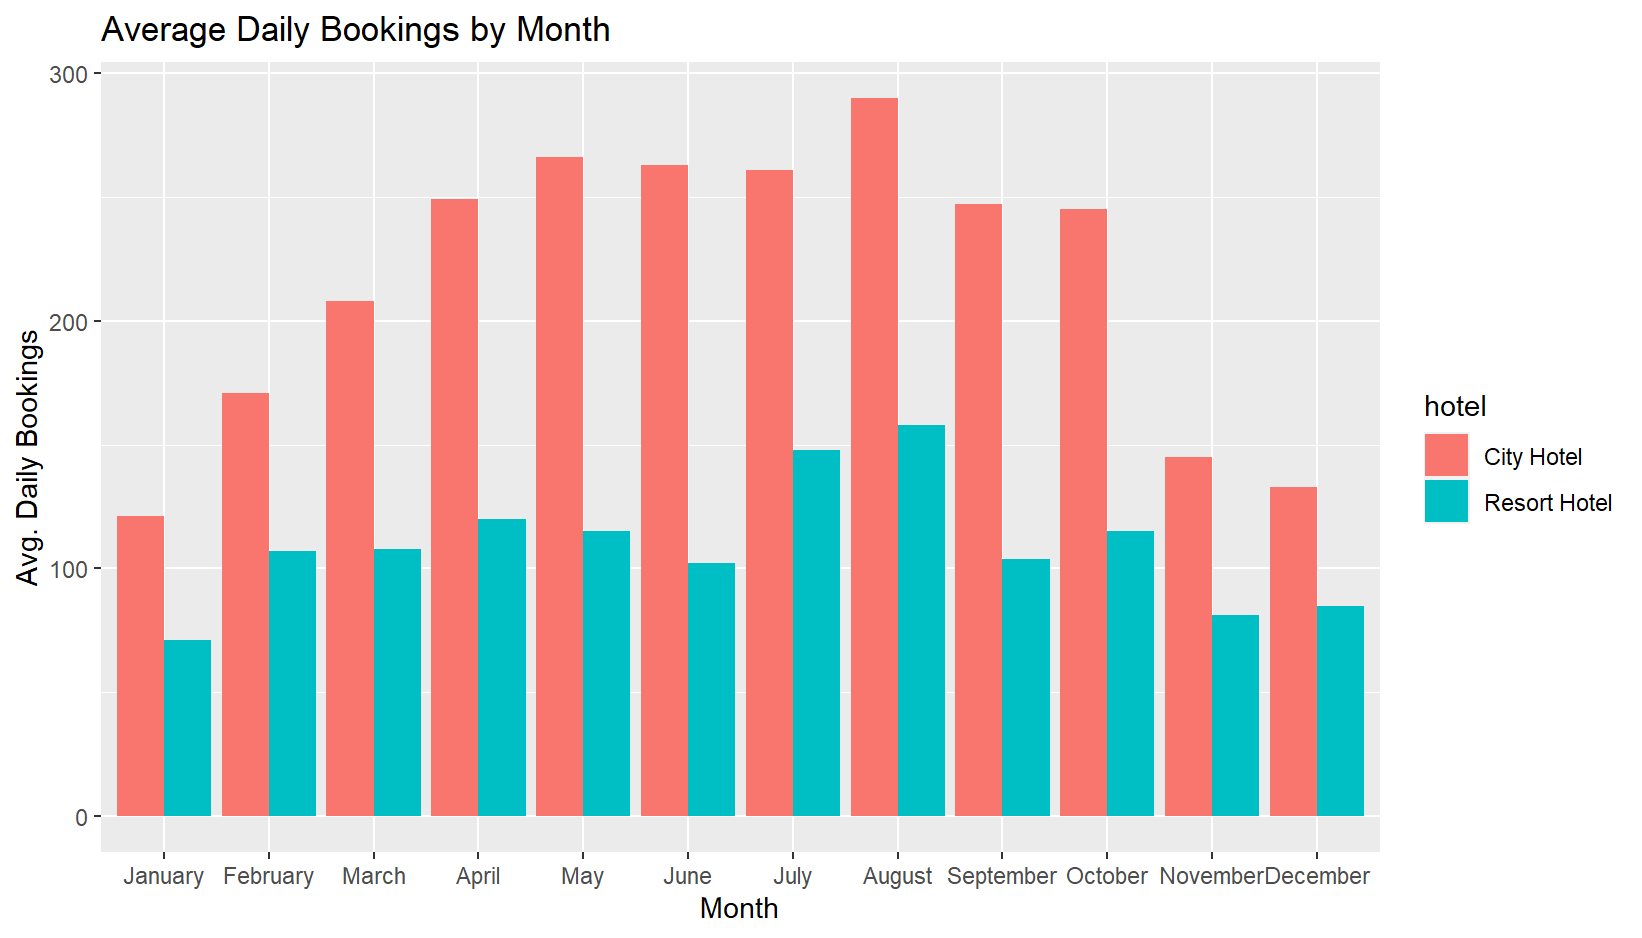 Average Daily Bookings by Month
300
200
100
0
Avg. Daily Bookings
January February March April May June July August September October November December
Month
hotel
City Hotel
Resort Hotel